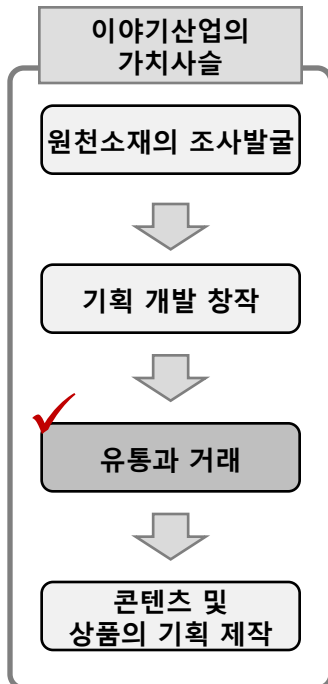 이야기산업의
가치사슬
원천소재의 조사발굴
기획 개발 창작
유통과 거래
콘텐츠 및
상품의 기획 제작